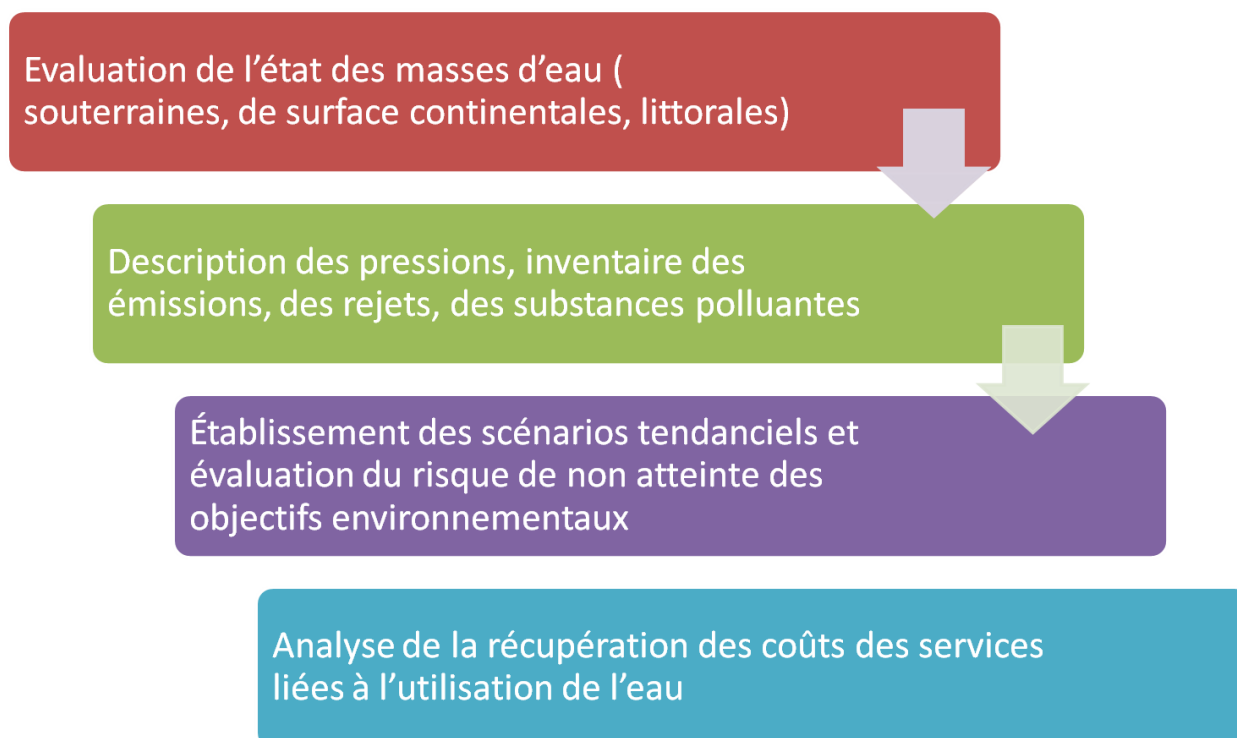 Evaluation de l’état des masses d’eau (
souterraines, de surface continentales, littorales)
Description des pressions, inventaire des
émissions, des rejets, des substances polluantes
Établissement des scénarios tendanciels et
évaluation du risque de non atteinte des
objectifs environnementaux
Analyse de la récupération des coûts des services
liées à l’utilisation de l’eau